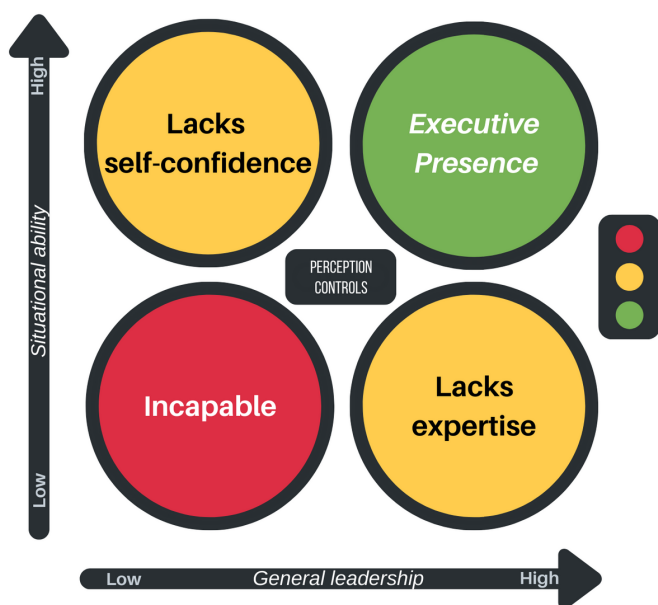 High
Situational ability
Low
Lacks
self-confidence
Executive
Presence
PERCEPTION
CONTROLS
Incapable
Lacks
expertise
Low
General leadership
High